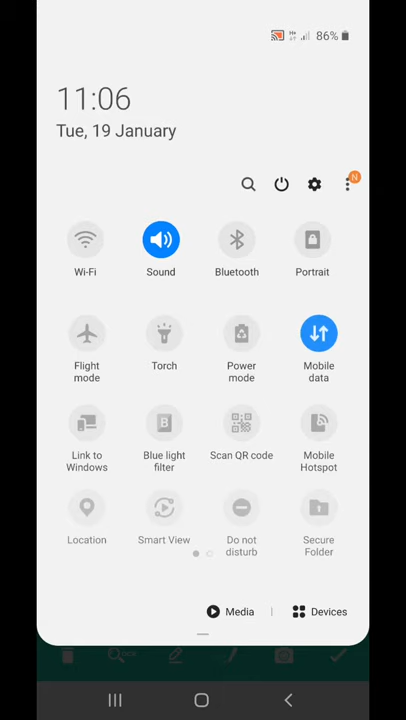 86%
11:06
Tue, 19 January
N
Wi-Fi
Sound
Bluetooth
Portrait
Flight
mode
Torch
Power
mode
Mobile
data
Link to
Windows
Blue light
filter
Scan QR code
Mobile
Hotspot
Location
Smart View
Do not
disturb
Secure
Folder
Media
Devices